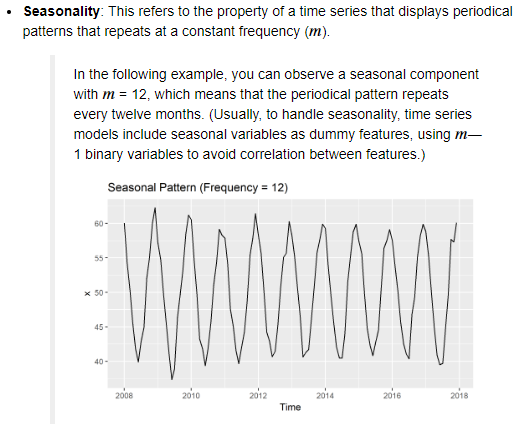 • Seasonality: This refers to the property of a time series that displays periodical
patterns that repeats at a constant frequency (m).
In the following example, you can observe a seasonal component
with m = 12, which means that the periodical pattern repeats
every twelve months. (Usually, to handle seasonality, time series
models include seasonal variables as dummy features, using m—
1 binary variables to avoid correlation between features.)
Seasonal Pattern (Frequency = 12)
60
55
50
45
40
x
2008 2010 2012 2014 2016 2018
Time